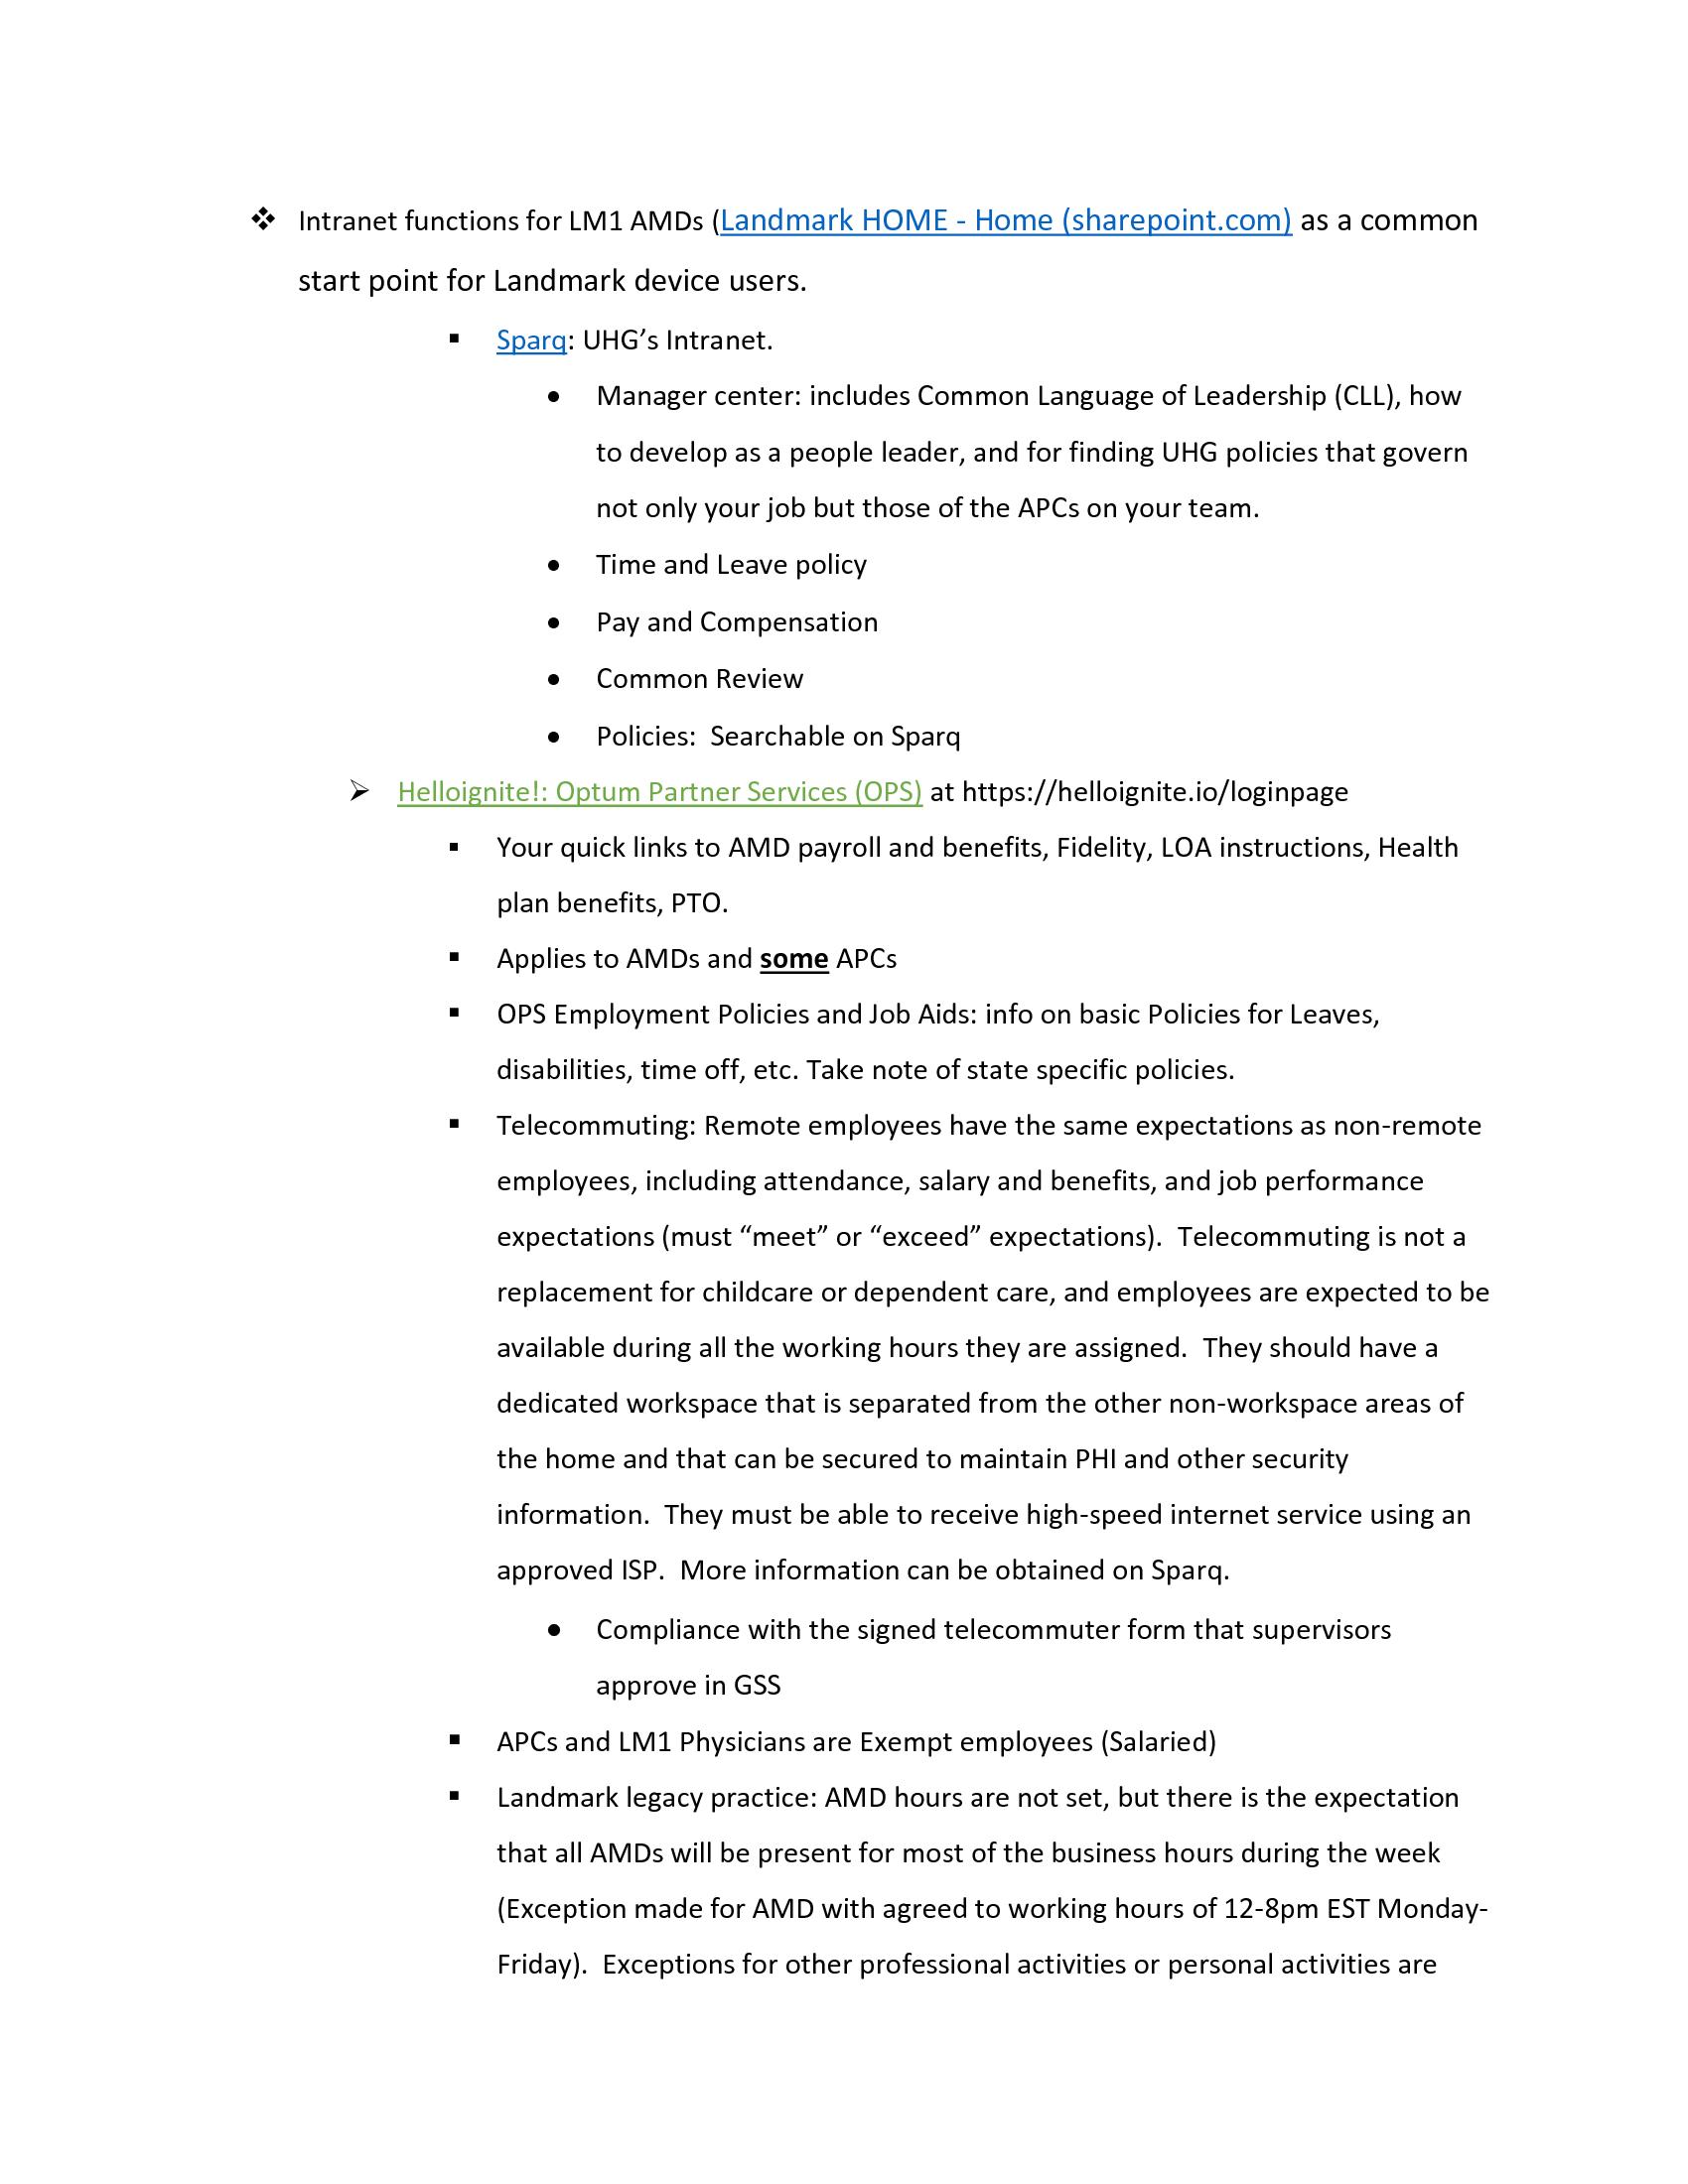 ❖ Intranet functions for LM1 AMDs (Landmark HOME - Home (sharepoint.com) as a common
start point for Landmark device users.
▪ Sparq: UHG’s Intranet.
● Manager center: includes Common Language of Leadership (CLL), how
to develop as a people leader, and for finding UHG policies that govern
not only your job but those of the APCs on your team.
● Time and Leave policy
● Pay and Compensation
● Common Review
● Policies:  Searchable on Sparq
➢ Helloignite!: Optum Partner Services (OPS) at https://helloignite.io/loginpage
▪ Your quick links to AMD payroll and benefits, Fidelity, LOA instructions, Health
plan benefits, PTO.
▪ Applies to AMDs and some APCs
▪ OPS Employment Policies and Job Aids: info on basic Policies for Leaves,
disabilities, time off, etc. Take note of state specific policies.
▪ Telecommuting: Remote employees have the same expectations as non-remote
employees, including attendance, salary and benefits, and job performance
expectations (must “meet” or “exceed” expectations).  Telecommuting is not a
replacement for childcare or dependent care, and employees are expected to be
available during all the working hours they are assigned.  They should have a
dedicated workspace that is separated from the other non-workspace areas of
the home and that can be secured to maintain PHI and other security
information.  They must be able to receive high-speed internet service using an
approved ISP.  More information can be obtained on Sparq.
● Compliance with the signed telecommuter form that supervisors
approve in GSS
▪ APCs and LM1 Physicians are Exempt employees (Salaried)
▪ Landmark legacy practice: AMD hours are not set, but there is the expectation
that all AMDs will be present for most of the business hours during the week
(Exception made for AMD with agreed to working hours of 12-8pm EST Monday-
Friday).  Exceptions for other professional activities or personal activities are